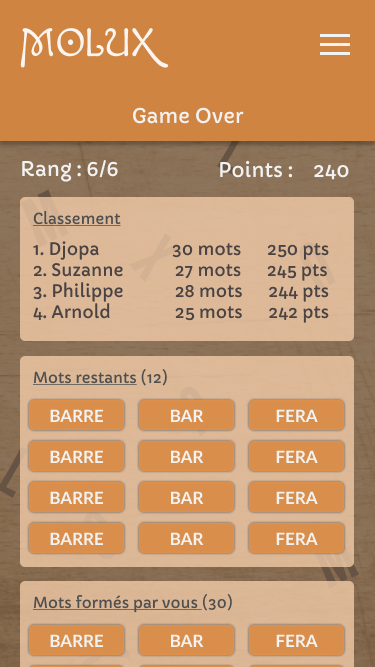 MOLUX
Game Over
Rang : 6/6 Points : 240
Classement
1. Djopa 30 mots 250 pts
2. Suzanne 27 mots 245 pts
3. Philippe 28 mots 244 pts
4. Arnold 25 mots 242 pts
Mots restants (12)
BARRE BAR FERA
BARRE BAR FERA
BARRE BAR FERA
BARRE BAR FERA
Mots formés par vous (30)
BARRE BAR FERA